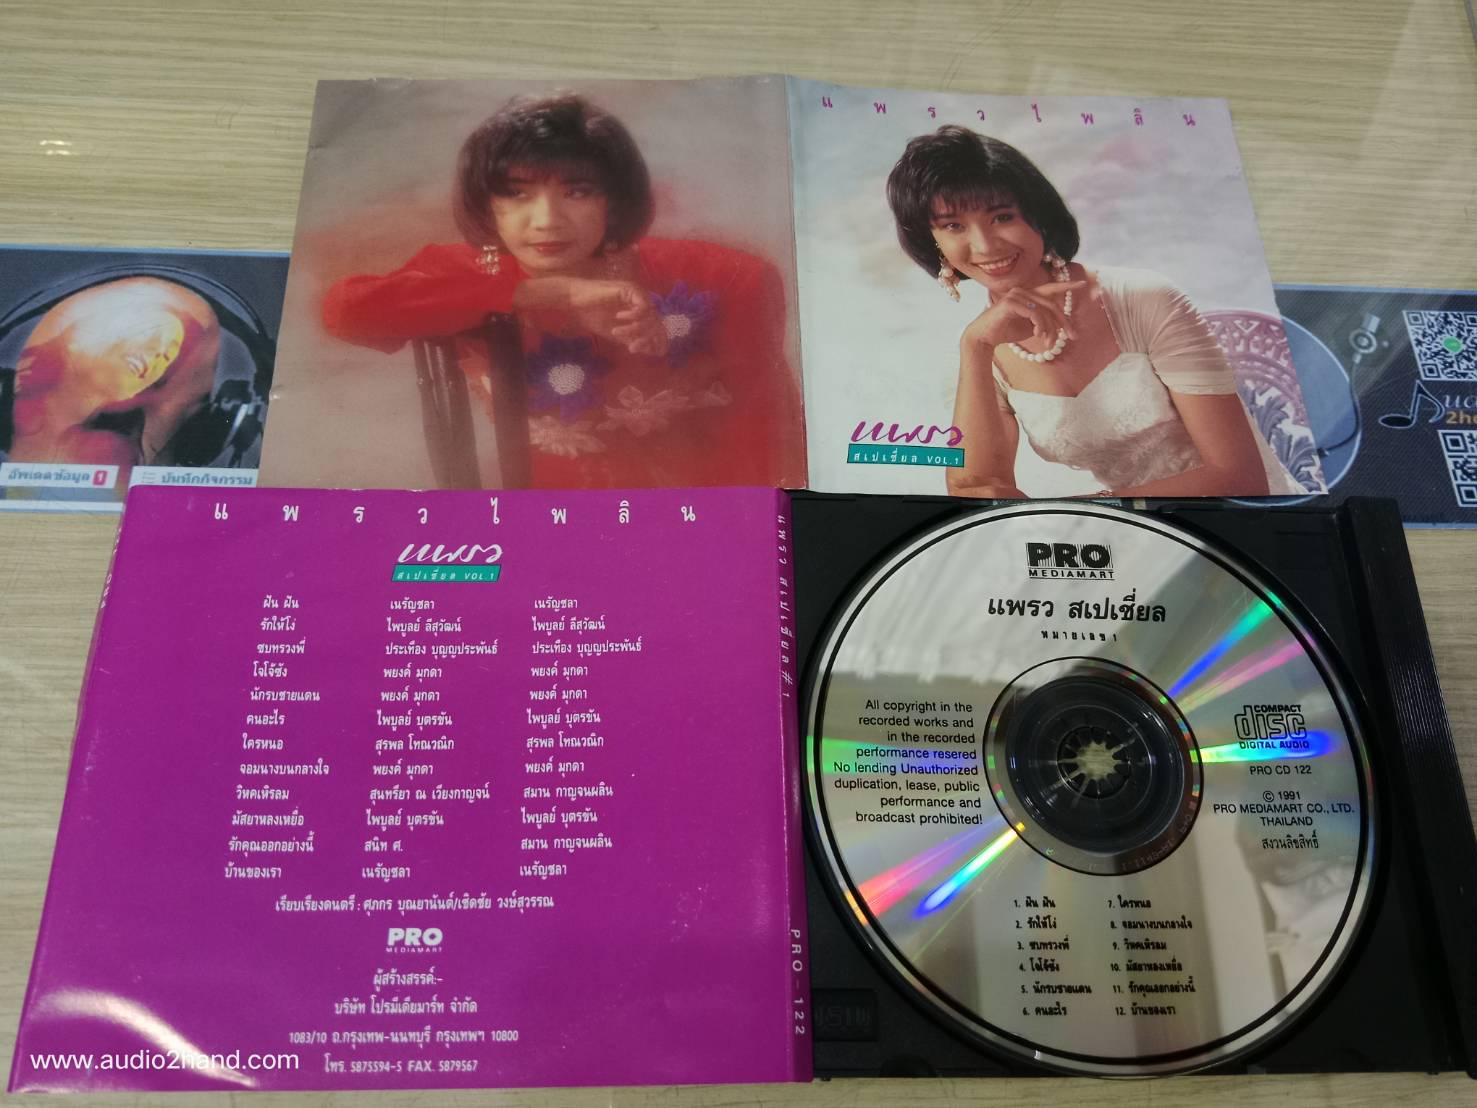 แพรวไพลิน
แพรว
สเปเชี่ยล VOL.1
อัพเดตข้อมูล 1
บันทึกกิจกรรม
แพรวไพลิน
แพรว
สเปเชี่ยล VOL.1
ฝัน ฝัน เนรัญชลา เนรัญชลา
รักให้โง่ ไพบูลย์ ลีสุวัฒน์ ไพบูลย์ ลีสุวัฒน์
ซบทรวงพี่ ประเทือง บุญญประพันธ์ ประเทือง บุญญประพันธ์
โจโจ้ซัง พยงค์ มุกดา พยงค์ มุกดา
นักรบชายแดน พยงค์ มุกดา พยงค์ มุกดา
คนอะไร ไพบูลย์ บุตรขัน ไพบูลย์ บุตรขัน
ใครหนอ สุรพล โทณวณิก สุรพล โทณวณิก
จอมนางบนกลางใจ พยงค์ มุกดา พยงค์ มุกดา
วิหคเหิรลม สุนทรียา ณ เวียงกาญจน์ สมาน กาญจนผลิน
มัสยาหลงเหยื่อ ไพบูลย์ บุตรขัน ไพบูลย์ บุตรขัน
รักคุณออกอย่างนี้ สนิท ศ. สมาน กาญจนผลิน
บ้านของเรา เนรัญชลา เนรัญชลา
เรียบเรียงดนตรี : ศุภกร บุณยานันต์/เชิดชัย วงษ์สุวรรณ
PRO
MEDIAMART
ผู้สร้างสรรค์:-
บริษัท โปรมีเดียมาร์ท จำกัด
1083/10 ถ.กรุงเทพ-นนทบุรี กรุงเทพฯ 10800
โทร. 5875594-5 FAX. 5879567
แพรว สเปเชี่ยล #1
PRO-122
PRO
MEDIAMART
แพรว สเปเชี่ยล
หมายเลข 1
All copyright in the
recorded works and
in the recorded
performance resered
No lending Unauthorized
duplication, lease, public
performance and
broadcast prohibited!
COMPACT
disc
DIGITAL AUDIO
PRO CD 122
© 1991
PRO MEDIAMART CO., LTD.
THAILAND
สงวนลิขสิทธิ์
1. ฝัน ฝัน
2. รักให้โง่
3. ซบทรวงพี่
4. โจโจ้ซัง
5. นักรบชายแดน
6. คนอะไร
7. ใครหนอ
8. จอมนางบนกลางใจ
9. วิหคเหิรลม
10. มัสยาหลงเหยื่อ
11. รักคุณออกอย่างนี้
12. บ้านของเรา
www.audio2hand.com